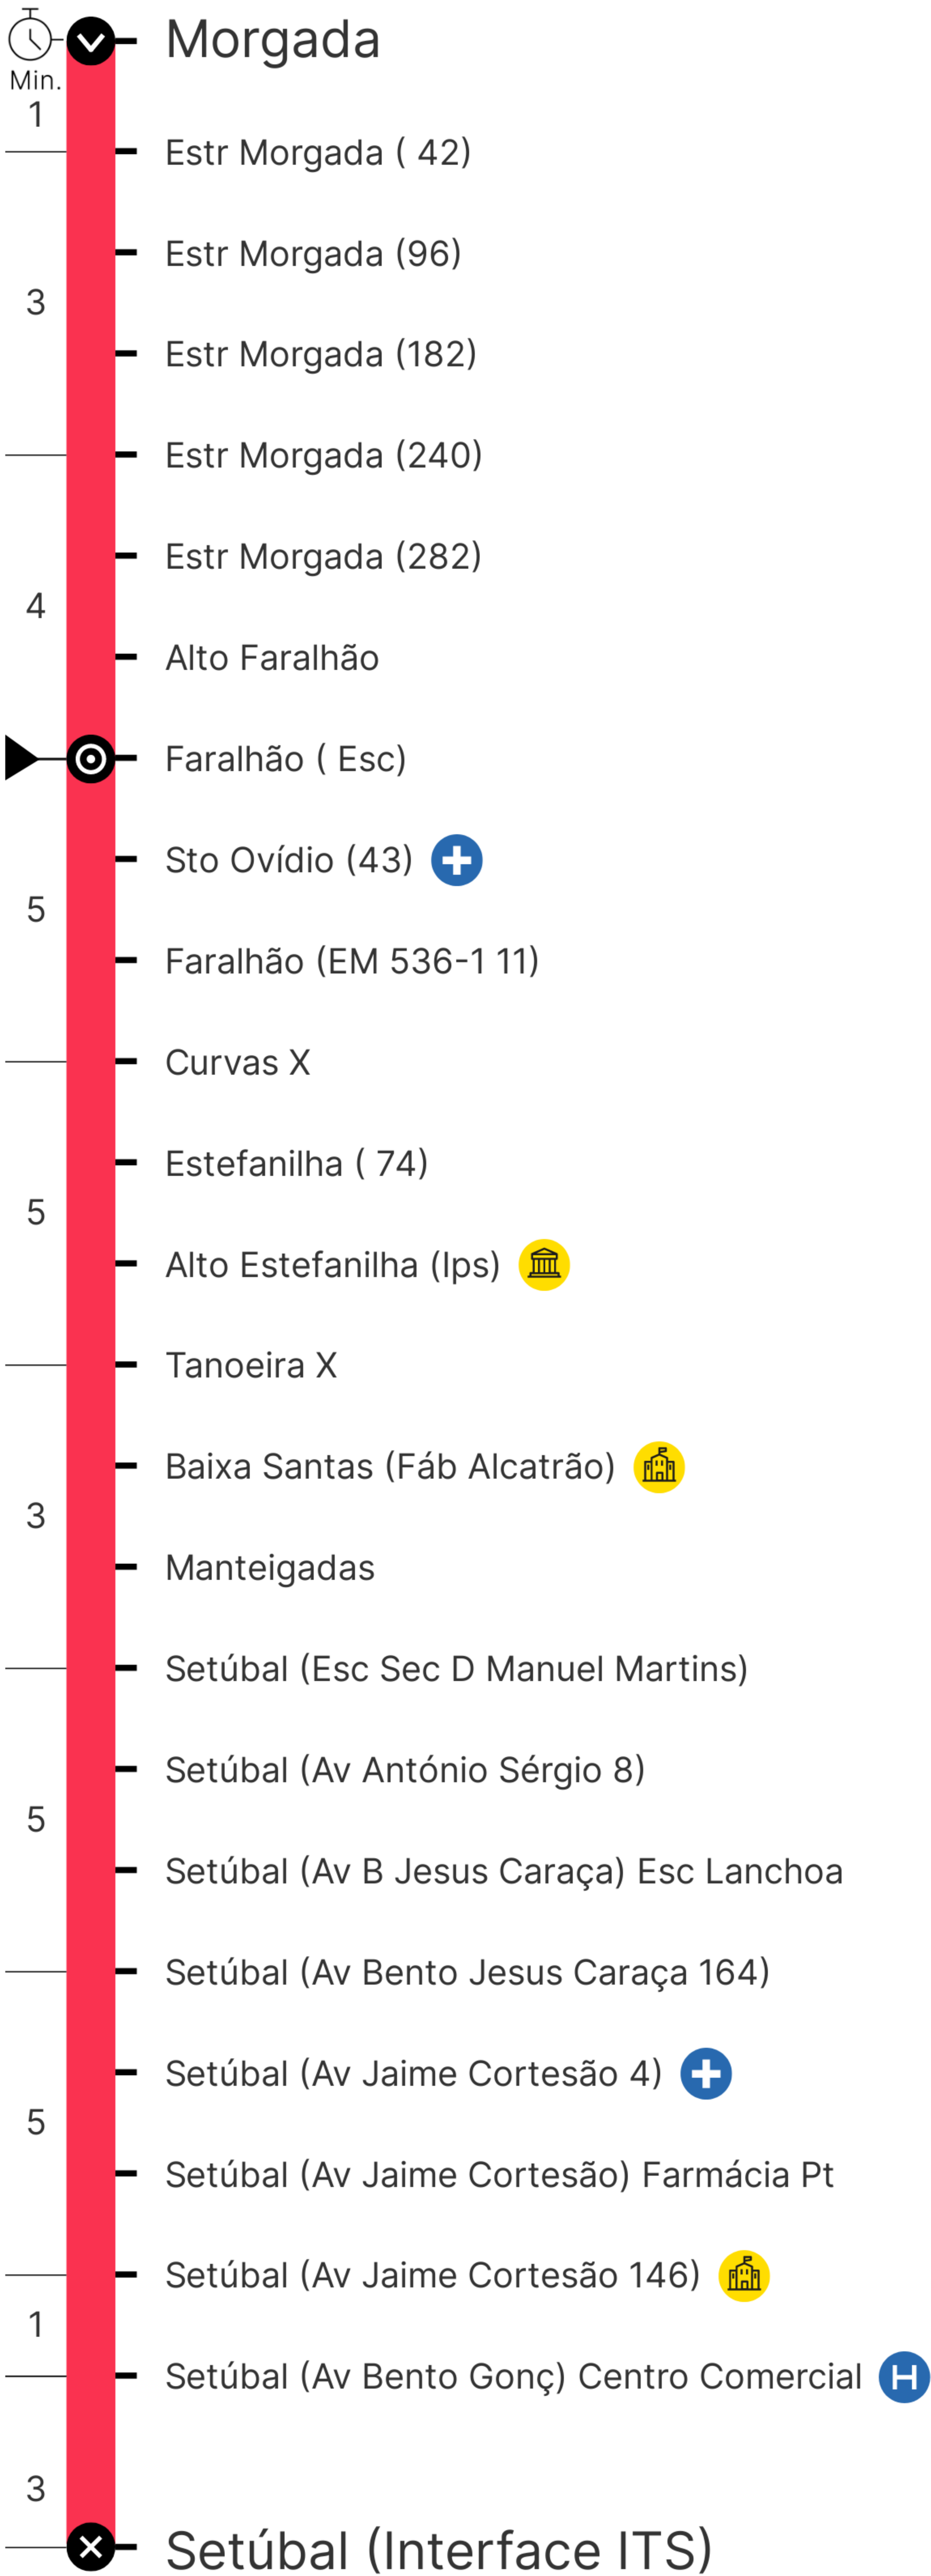 Morgada
Min.
1
Estr Morgada ( 42)
Estr Morgada (96)
3
Estr Morgada (182)
Estr Morgada (240)
Estr Morgada (282)
4
Alto Faralhão
Faralhão ( Esc)
Sto Ovídio (43)
5
Faralhão (EM 536-1 11)
Curvas X
Estefanilha ( 74)
5
Alto Estefanilha (Ips)
Tanoeira X
Baixa Santas (Fáb Alcatrão)
3
Manteigadas
Setúbal (Esc Sec D Manuel Martins)
Setúbal (Av António Sérgio 8)
5
Setúbal (Av B Jesus Caraça) Esc Lanchoa
Setúbal (Av Bento Jesus Caraça 164)
Setúbal (Av Jaime Cortesão 4)
5
Setúbal (Av Jaime Cortesão) Farmácia Pt
Setúbal (Av Jaime Cortesão 146)
1
Setúbal (Av Bento Gonç) Centro Comercial H
3
Setúbal (Interface ITS)